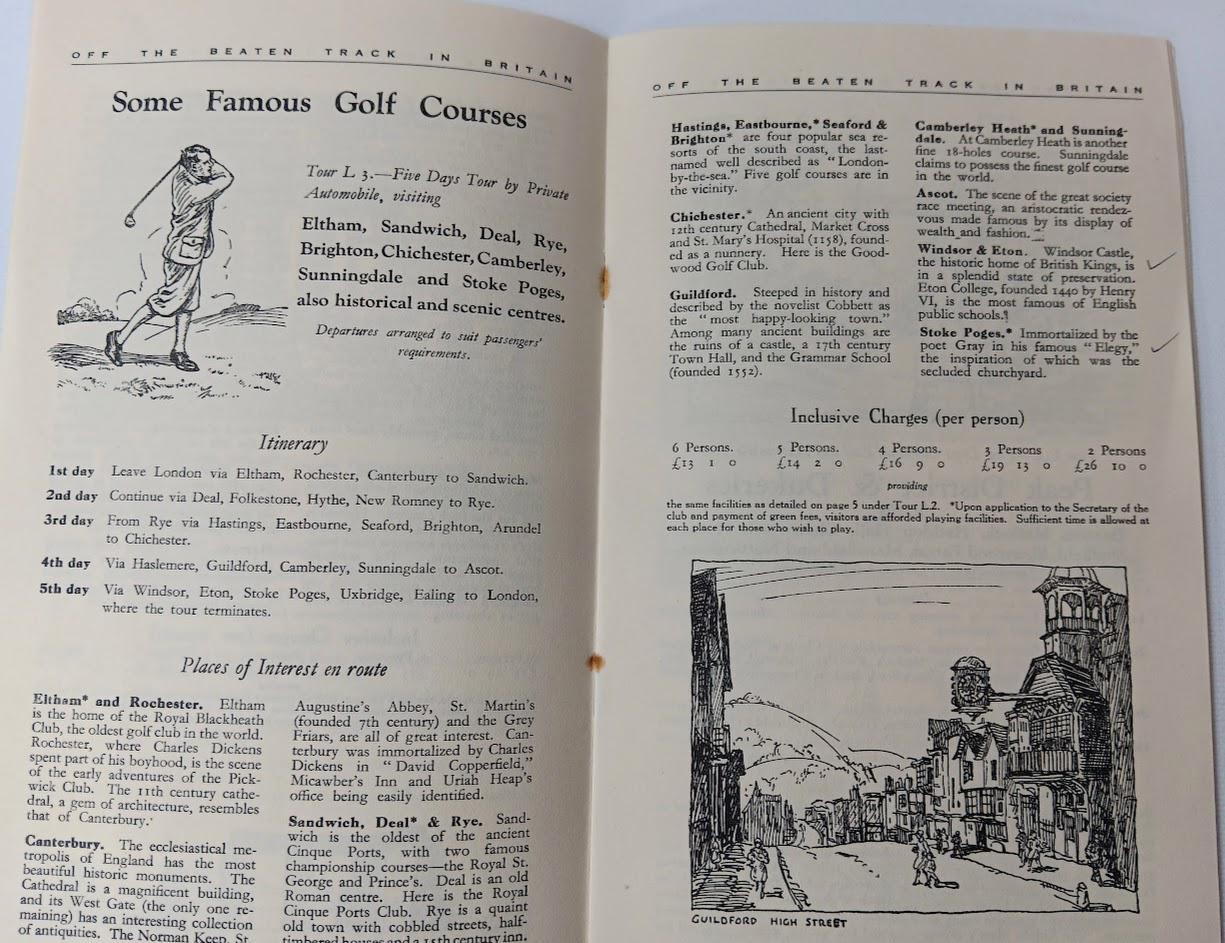 OFF THE BEATEN TRACK IN BRITAIN
Some Famous Golf Courses
Tour L 3.—Five Days Tour by Private
Automobile, visiting
Eltham, Sandwich, Deal, Rye,
Brighton, Chichester, Camberley,
Sunningdale and Stoke Poges,
also historical and scenic centres.
Departures arranged to suit passengers'
requirements.
Itinerary
1st day Leave London via Eltham, Rochester, Canterbury to Sandwich.
2nd day Continue via Deal, Folkestone, Hythe, New Romney to Rye.
3rd day From Rye via Hastings, Eastbourne, Seaford, Brighton, Arundel
to Chichester.
4th day Via Haslemere, Guildford, Camberley, Sunningdale to Ascot.
5th day Via Windsor, Eton, Stoke Poges, Uxbridge, Ealing to London,
where the tour terminates.
Places of Interest en route
Eltham* and Rochester. Eltham
is the home of the Royal Blackheath
Club, the oldest golf club in the world.
Rochester, where Charles Dickens
spent part of his boyhood, is the scene
of the early adventures of the Pick-
wick Club. The 11th century cathe-
dral, a gem of architecture, resembles
that of Canterbury.
Canterbury. The ecclesiastical me-
tropolis of England has the most
beautiful historic monuments. The
Cathedral is a magnificent building,
and its West Gate (the only one re-
maining) has an interesting collection
of antiquities. The Norman Keep, St.
Augustine's Abbey, St. Martin's
(founded 7th century) and the Grey
Friars, are all of great interest. Can-
terbury was immortalized by Charles
Dickens in "David Copperfield,"
Micawber's Inn and Uriah Heap's
office being easily identified.
Sandwich, Deal* & Rye. Sand-
wich is the oldest of the ancient
Cinque Ports, with two famous
championship courses—the Royal St.
George and Prince's. Deal is an old
Roman centre. Here is the Royal
Cinque Ports Club. Rye is a quaint
old town with cobbled streets, half-
timbered houses and a 15th century inn.
OFF THE BEATEN TRACK IN BRITAIN
Hastings, Eastbourne,* Seaford &
Brighton* are four popular sea re-
sorts of the south coast, the last-
named well described as "London-
by-the-sea." Five golf courses are in
the vicinity.
Chichester.* An ancient city with
12th century Cathedral, Market Cross
and St. Mary's Hospital (1158), found-
ed as a nunnery. Here is the Good-
wood Golf Club.
Guildford. Steeped in history and
described by the novelist Cobbett as
the "most happy-looking town."
Among many ancient buildings are
the ruins of a castle, a 17th century
Town Hall, and the Grammar School
(founded 1552).
Camberley Heath* and Sunning-
dale. At Camberley Heath is another
fine 18-holes course. Sunningdale
claims to possess the finest golf course
in the world.
Ascot. The scene of the great society
race meeting, an aristocratic rendez-
vous made famous by its display of
wealth and fashion.
Windsor & Eton. Windsor Castle,
the historic home of British Kings, is
in a splendid state of preservation.
Eton College, founded 1440 by Henry
VI, is the most famous of English
public schools.
Stoke Poges.* Immortalized by the
poet Gray in his famous "Elegy,"
the inspiration of which was the
secluded churchyard.
Inclusive Charges (per person)
6 Persons. 5 Persons. 4 Persons. 3 Persons 2 Persons
£13 1 0 £14 2 0 £16 9 0 £19 13 0 £26 10 0
providing
the same facilities as detailed on page 5 under Tour L.2. *Upon application to the Secretary of the
club and payment of green fees, visitors are afforded playing facilities. Sufficient time is allowed at
each place for those who wish to play.
GUILDFORD HIGH STREET